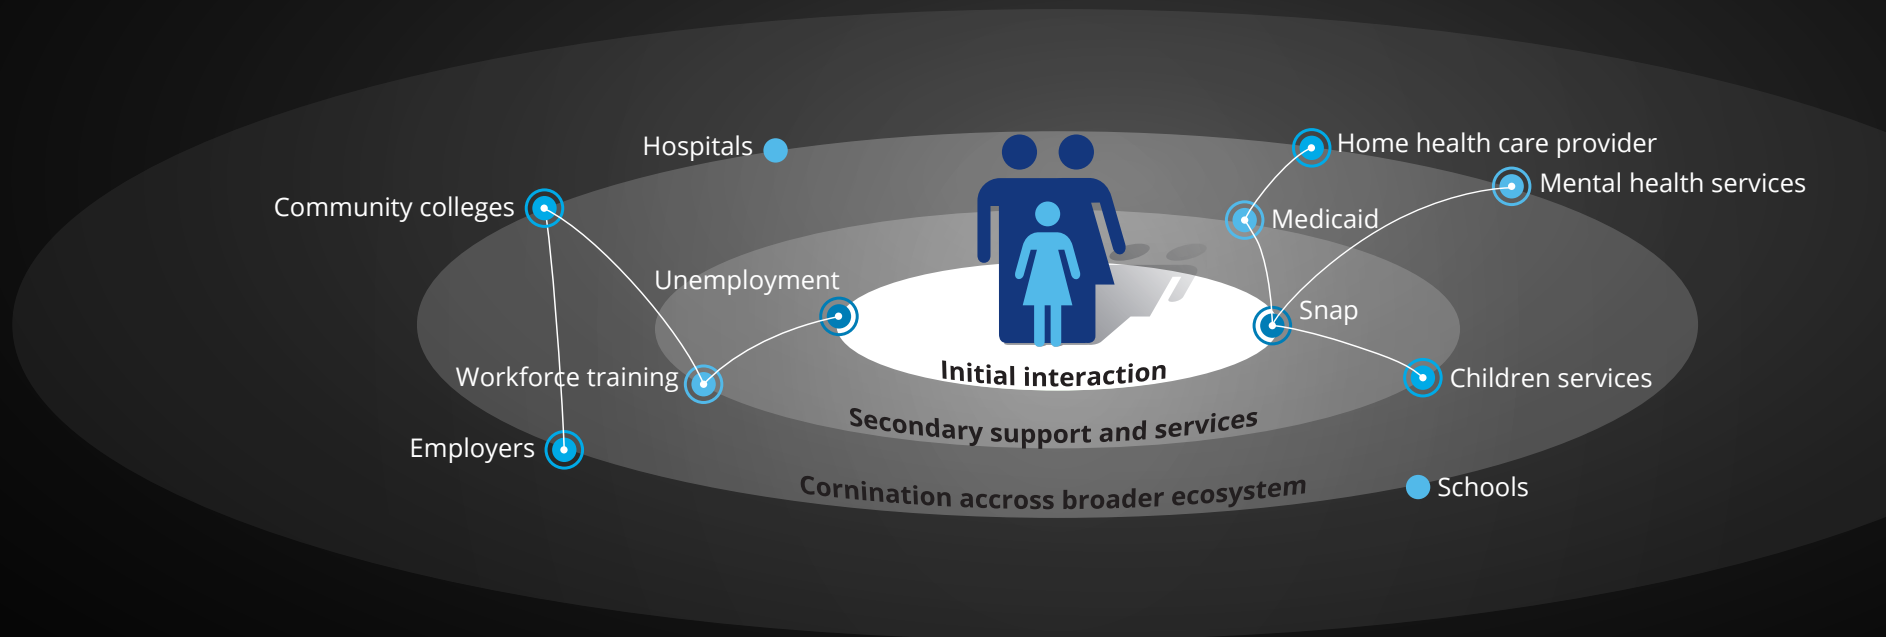 Hospitals
Home health care provider
Mental health services
Community colleges
Medicaid
Unemployment
Snap
Workforce training
Initial interaction
Children services
Secondary support and services
Employers
Cornination accross broader ecosystem
Schools